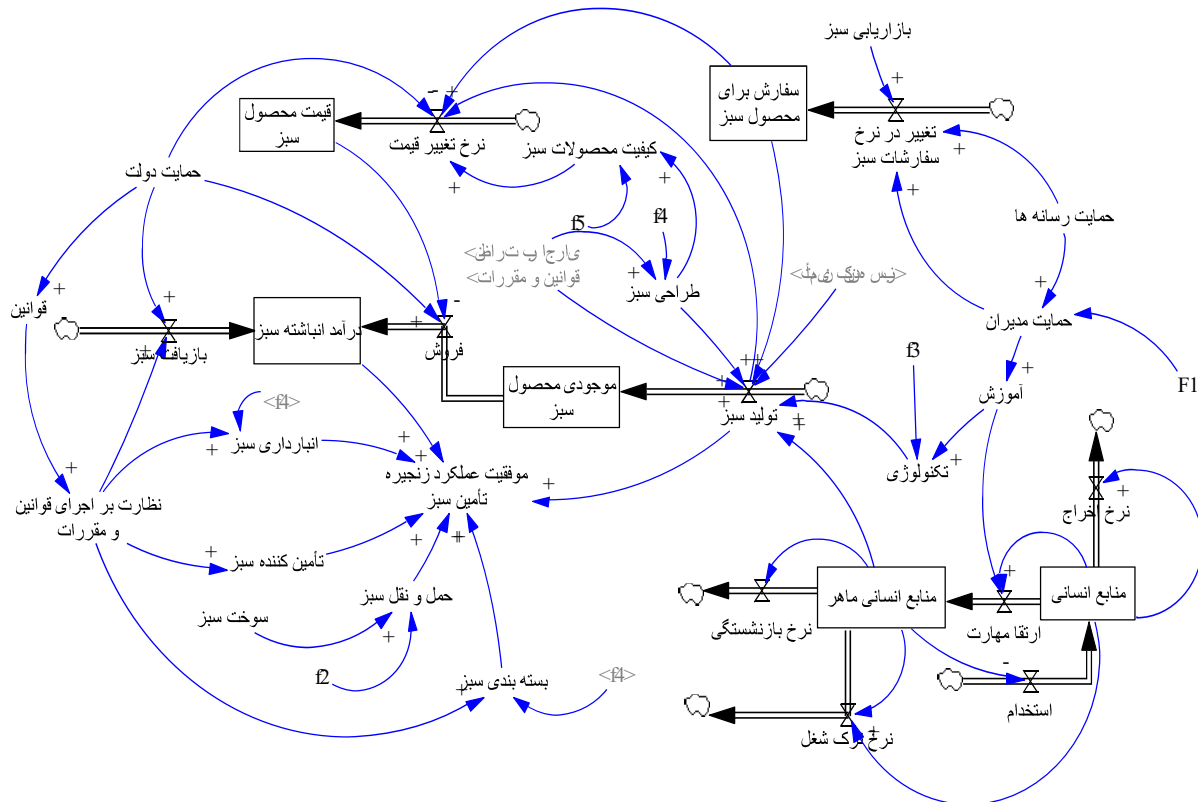 بازاریابی سبز
سفارش برای
محصول سبز
تغییر در نرخ
سفارشات سبز
قیمت محصول
سبز
نرخ تغییر قیمت
کیفیت محصولات سبز
حمایت دولت
حمایت رسانه ها
f5
f4
قوانین و مقررات>
طراحی سبز
قوانین
بازیافت سبز
درآمد انباشته سبز
فروش
موجودی محصول
سبز
تولید سبز
حمایت مدیران
F1
f3
آموزش
تکنولوژی
<f4>
انبارداری سبز
موفقیت عملکرد زنجیره
تأمین سبز
نظارت بر اجرای قوانین
و مقررات
تأمین کننده سبز
حمل و نقل سبز
سوخت سبز
f2
بسته بندی سبز
<f4>
نرخ اخراج
منابع انسانی
ارتقا مهارت
منابع انسانی ماهر
نرخ بازنشستگی
نرخ ترک شغل
استخدام